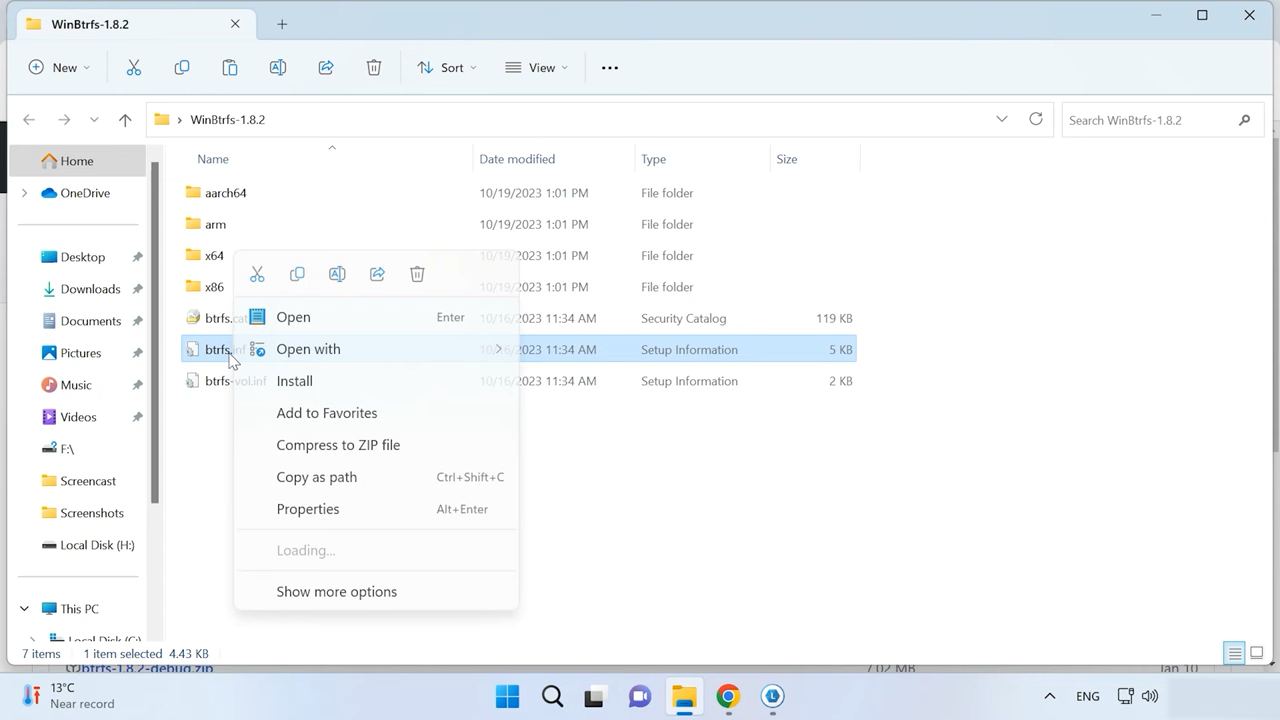 WinBtrfs-1.8.2
New
Sort
View
WinBtrfs-1.8.2
Search WinBtrfs-1.8.2
Name
Date modified
Type
Size
Home
OneDrive
Desktop
Downloads
Documents
Pictures
Music
Videos
F:\
Screencast
Screenshots
Local Disk (H:)
This PC
Local Disk (C:)
aarch64 10/19/2023 1:01 PM File folder
arm 10/19/2023 1:01 PM File folder
x64 10/19/2023 1:01 PM File folder
x86 10/19/2023 1:01 PM File folder
btrfs.cat 10/16/2023 11:34 AM Security Catalog 119 KB
btrfs.inf 10/16/2023 11:34 AM Setup Information 5 KB
btrfs-vol.inf 10/16/2023 11:34 AM Setup Information 2 KB
Open Enter
Open with
Install
Add to Favorites
Compress to ZIP file
Copy as path Ctrl+Shift+C
Properties Alt+Enter
Loading...
Show more options
7 items 1 item selected 4.43 KB
btrfs-1.8.2-debug.zip 7.02 MB Jan 10
13°C
Near record
ENG